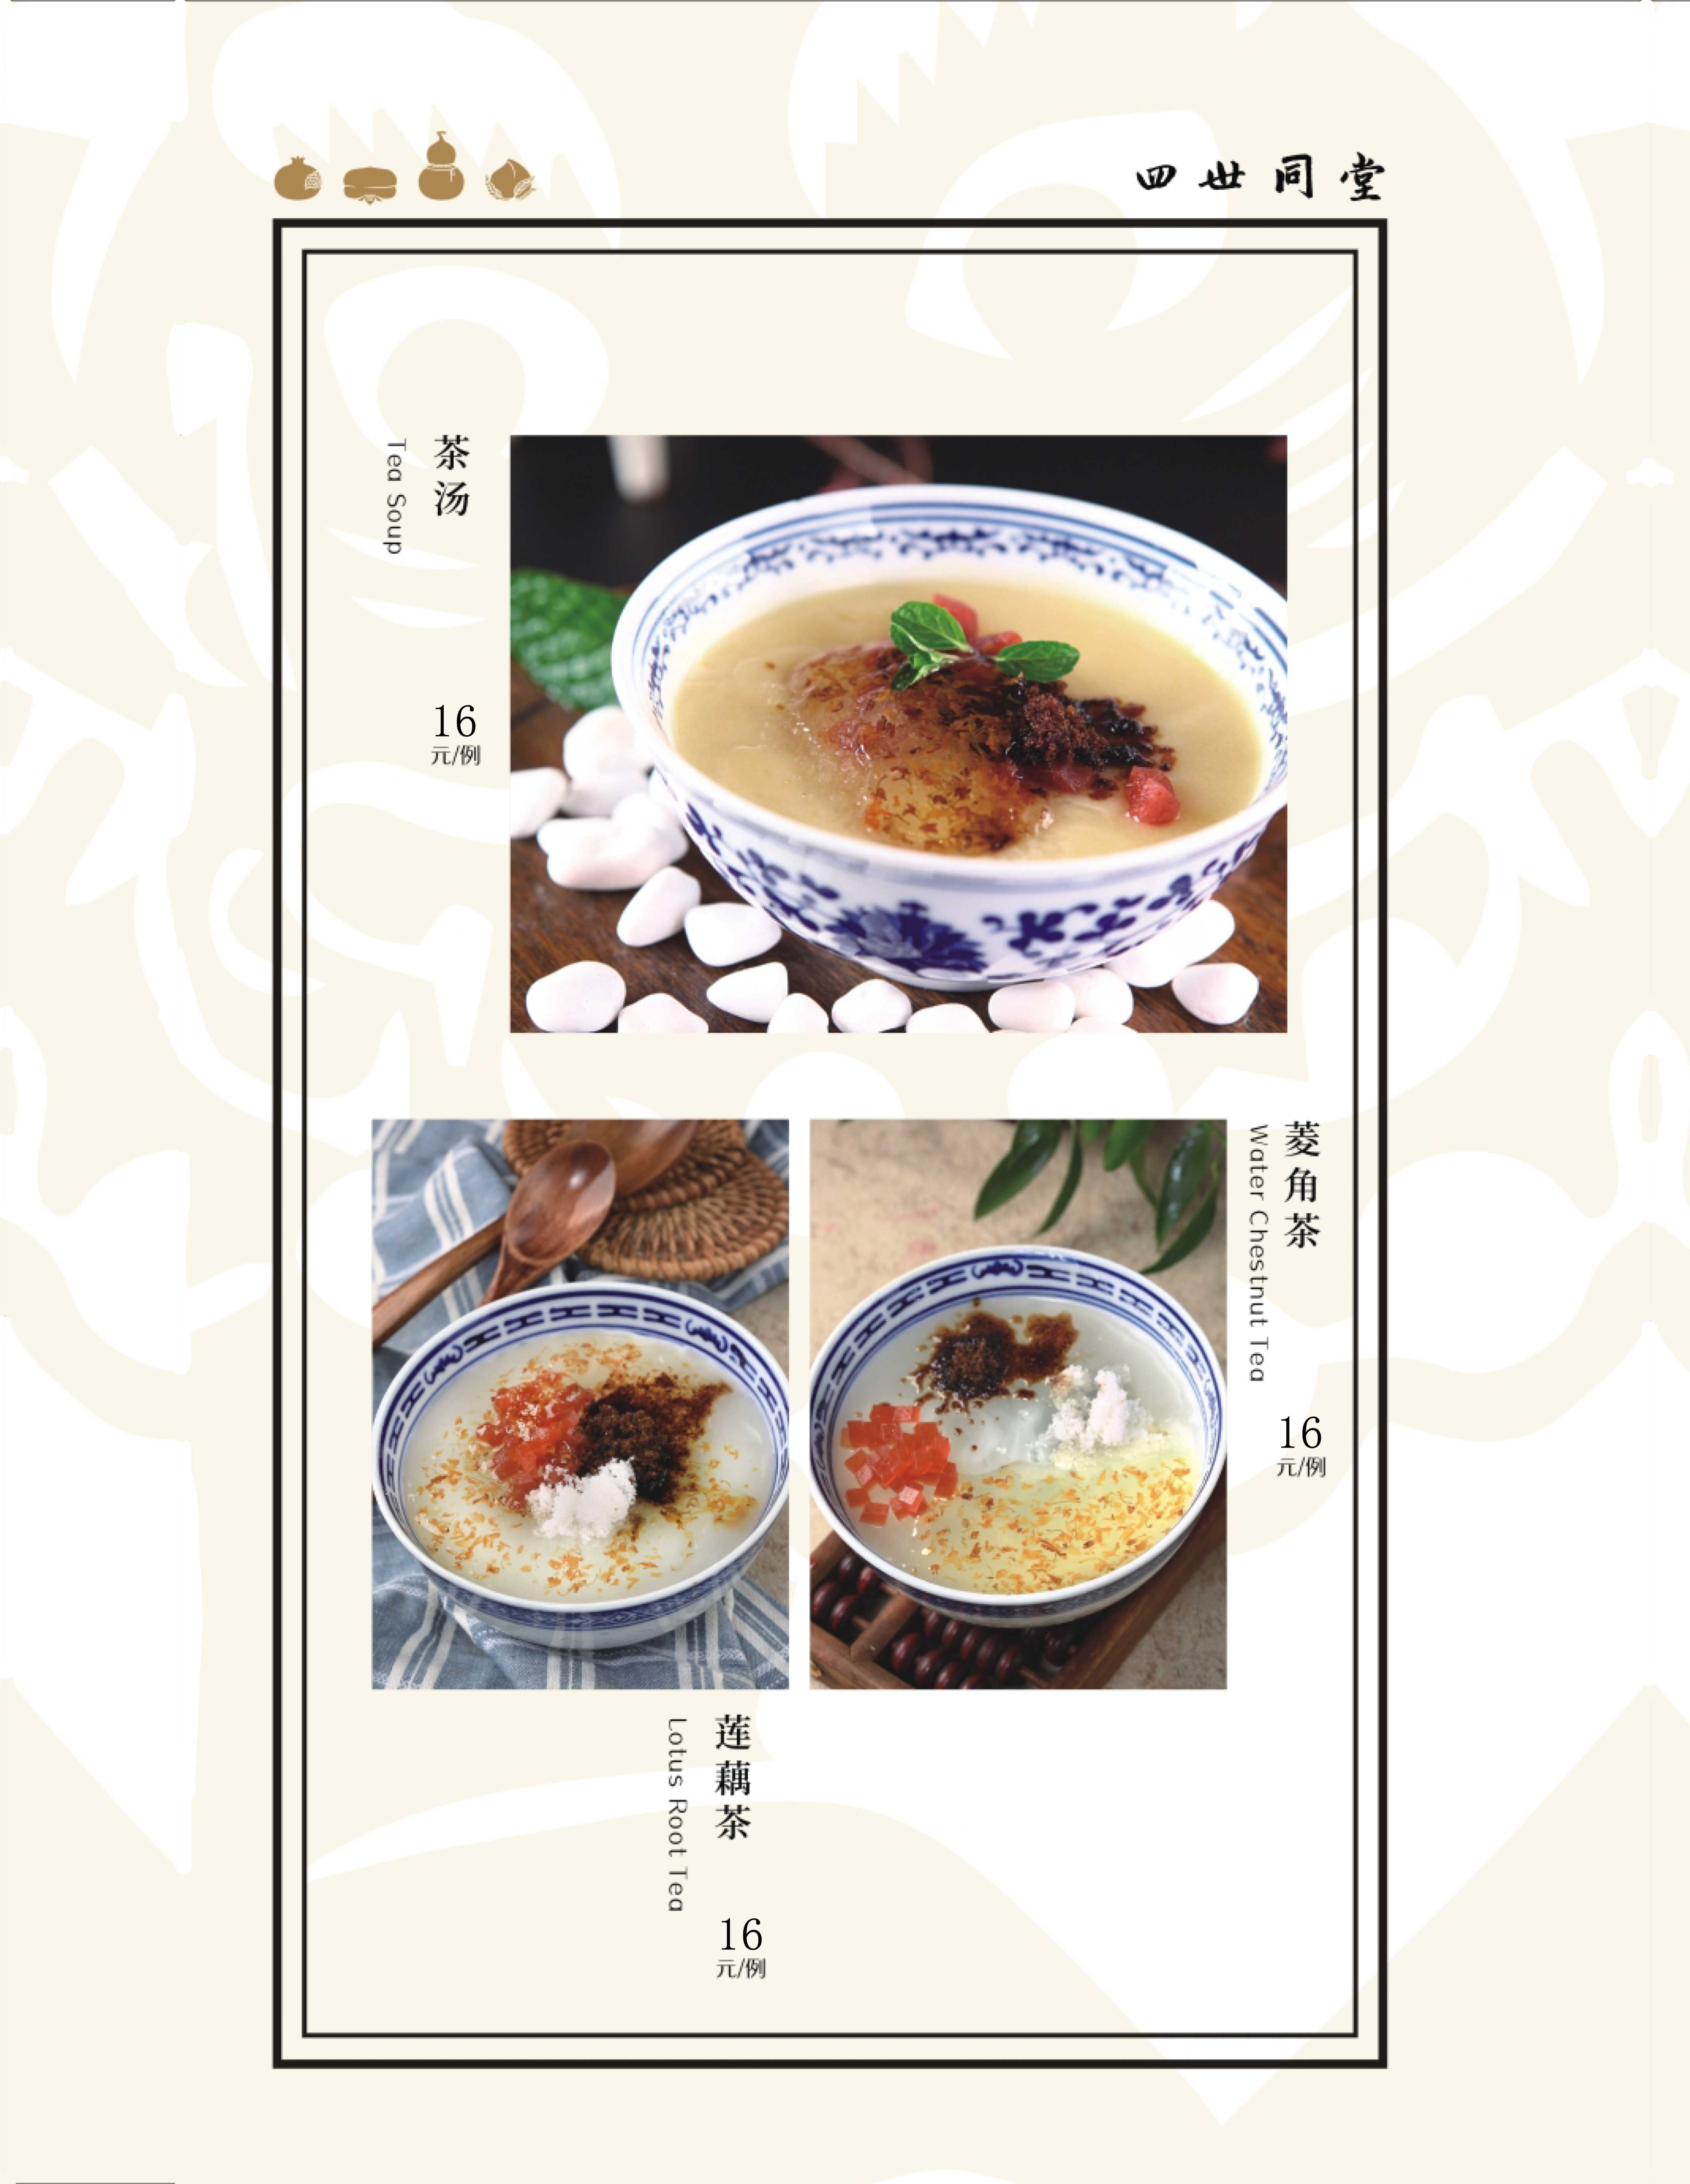 四世同堂
茶汤
Tea Soup
16
元/例
菱角茶
Water Chestnut Tea
16
元/例
莲藕茶
Lotus Root Tea
16
元/例